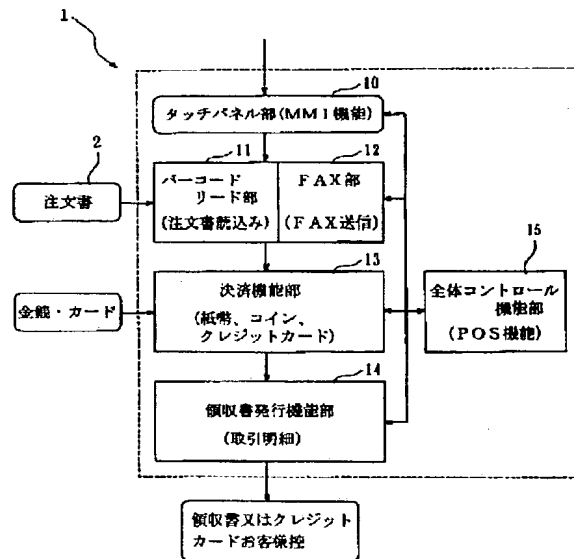 1.
10
タッチパネル部(MMI機能)
2
注文書
11
バーコード
リード部
(注文書読込み)
12
FAX部
(FAX送信)
13
金銭・カード
決済機能部
(紙幣、コイン、
クレジットカード)
15
全体コントロール
機能部
(POS機能)
14
領収書発行機能部
(取引明細)
領収書又はクレジット
カードお客様控